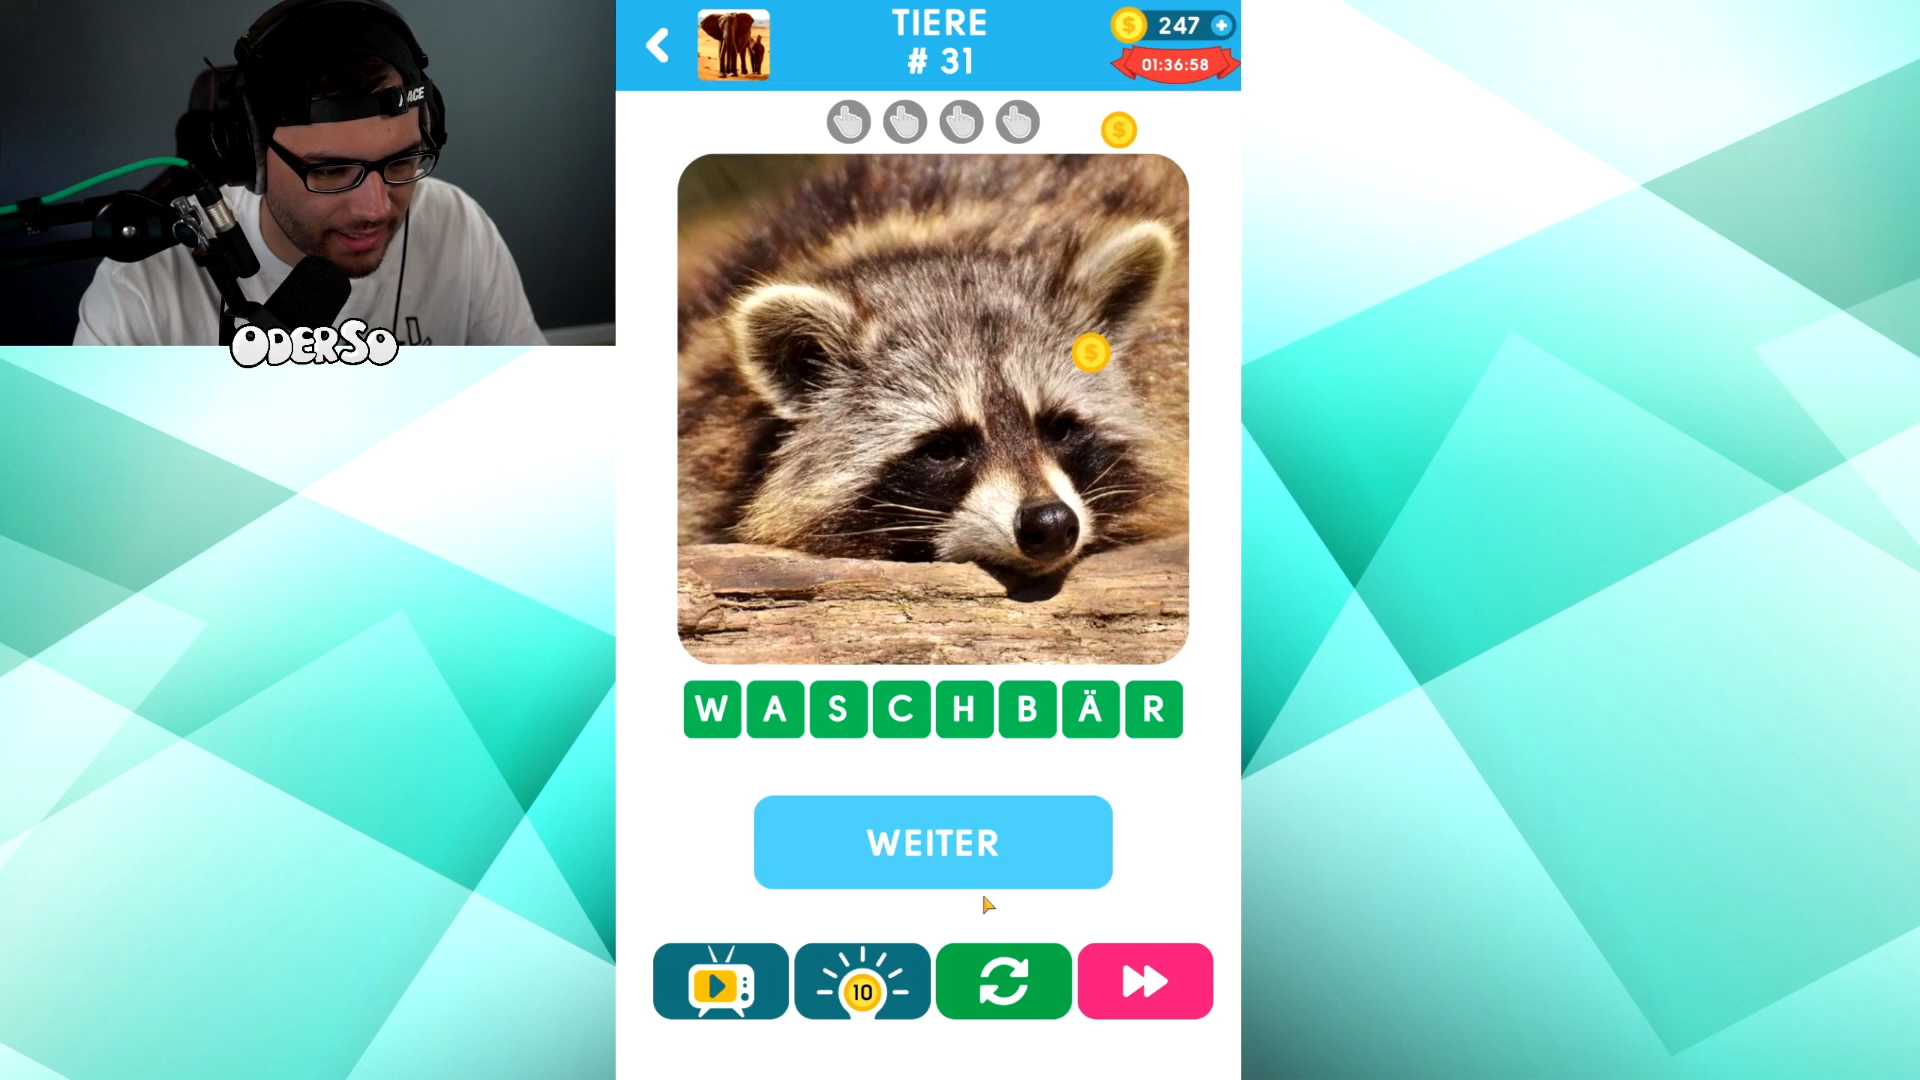 TIERE
# 31
247
01:36:58
ACE
ODERSO
WASCHBÄR
WEITER
10